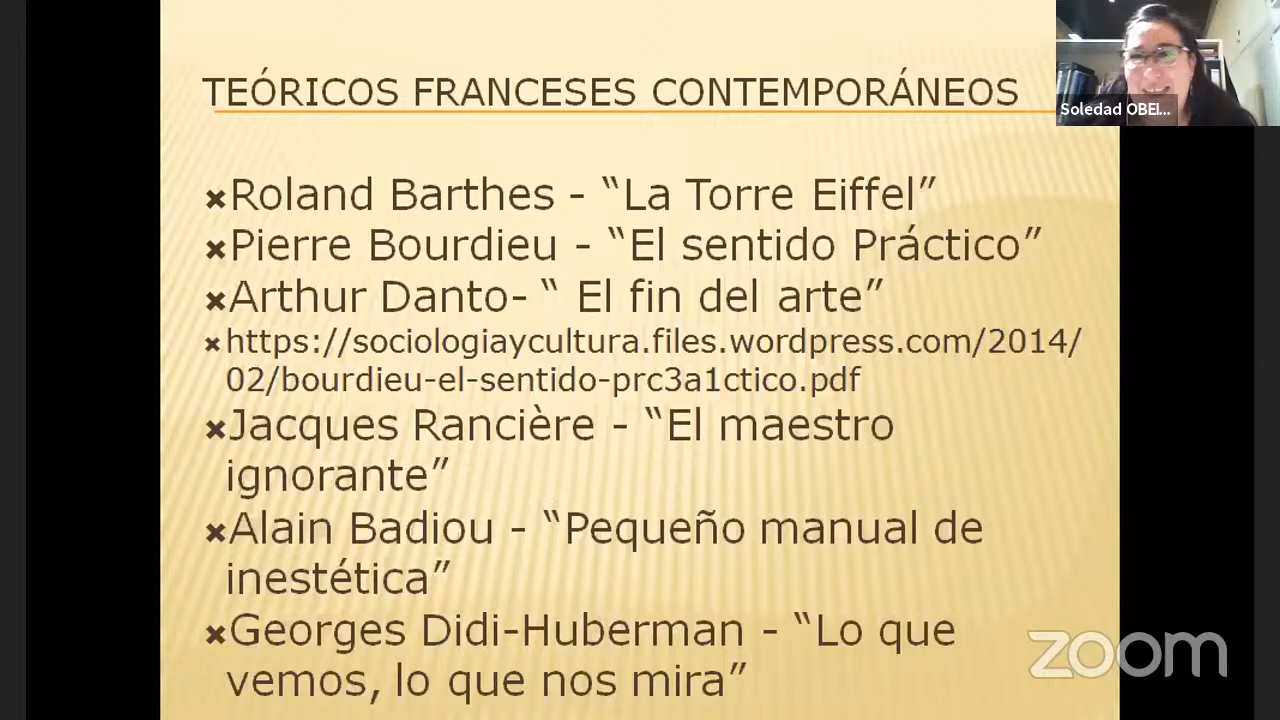 TEÓRICOS FRANCESES CONTEMPORÁNEOS
Soledad OBEI...
Roland Barthes - “La Torre Eiffel”
Pierre Bourdieu - “El sentido Práctico”
Arthur Danto- “ El fin del arte”
https://sociologiaycultura.files.wordpress.com/2014/
02/bourdieu-el-sentido-prc3a1ctico.pdf
Jacques Rancière - “El maestro
ignorante”
Alain Badiou - “Pequeño manual de
inestética”
Georges Didi-Huberman - “Lo que
vemos, lo que nos mira”
zoom